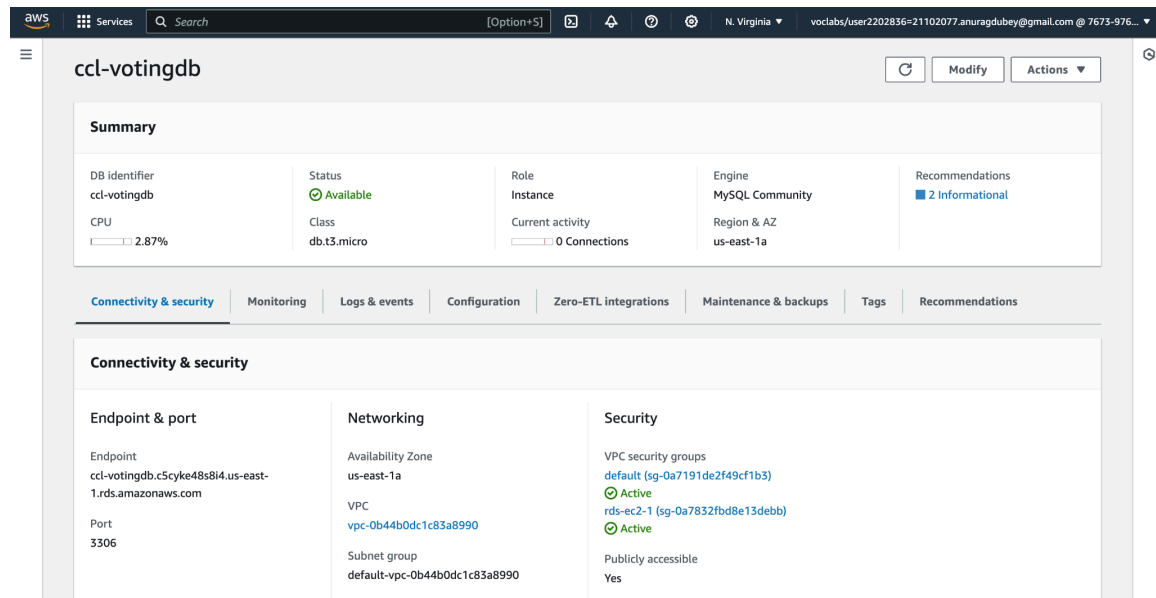 aws Services Search [Option+S] N. Virginia ▼ voclabs/user2202836=21102077.anuragdubey@gmail.com @ 7673-976... ▼
ccl-votingdb
Modify Actions ▼
Summary
DB identifier Status Role Engine Recommendations
ccl-votingdb Available Instance MySQL Community 2 Informational
CPU Class Current activity Region & AZ
2.87% db.t3.micro 0 Connections us-east-1a
Connectivity & security Monitoring Logs & events Configuration Zero-ETL integrations Maintenance & backups Tags Recommendations
Connectivity & security
Endpoint & port
Endpoint
ccl-votingdb.c5cyke48s8i4.us-east-
1.rds.amazonaws.com
Port
3306
Networking
Availability Zone
us-east-1a
VPC
vpc-0b44b0dc1c83a8990
Subnet group
default-vpc-0b44b0dc1c83a8990
Security
VPC security groups
default (sg-0a7191de2f49cf1b3)
Active
rds-ec2-1 (sg-0a7832fbd8e13debb)
Active
Publicly accessible
Yes